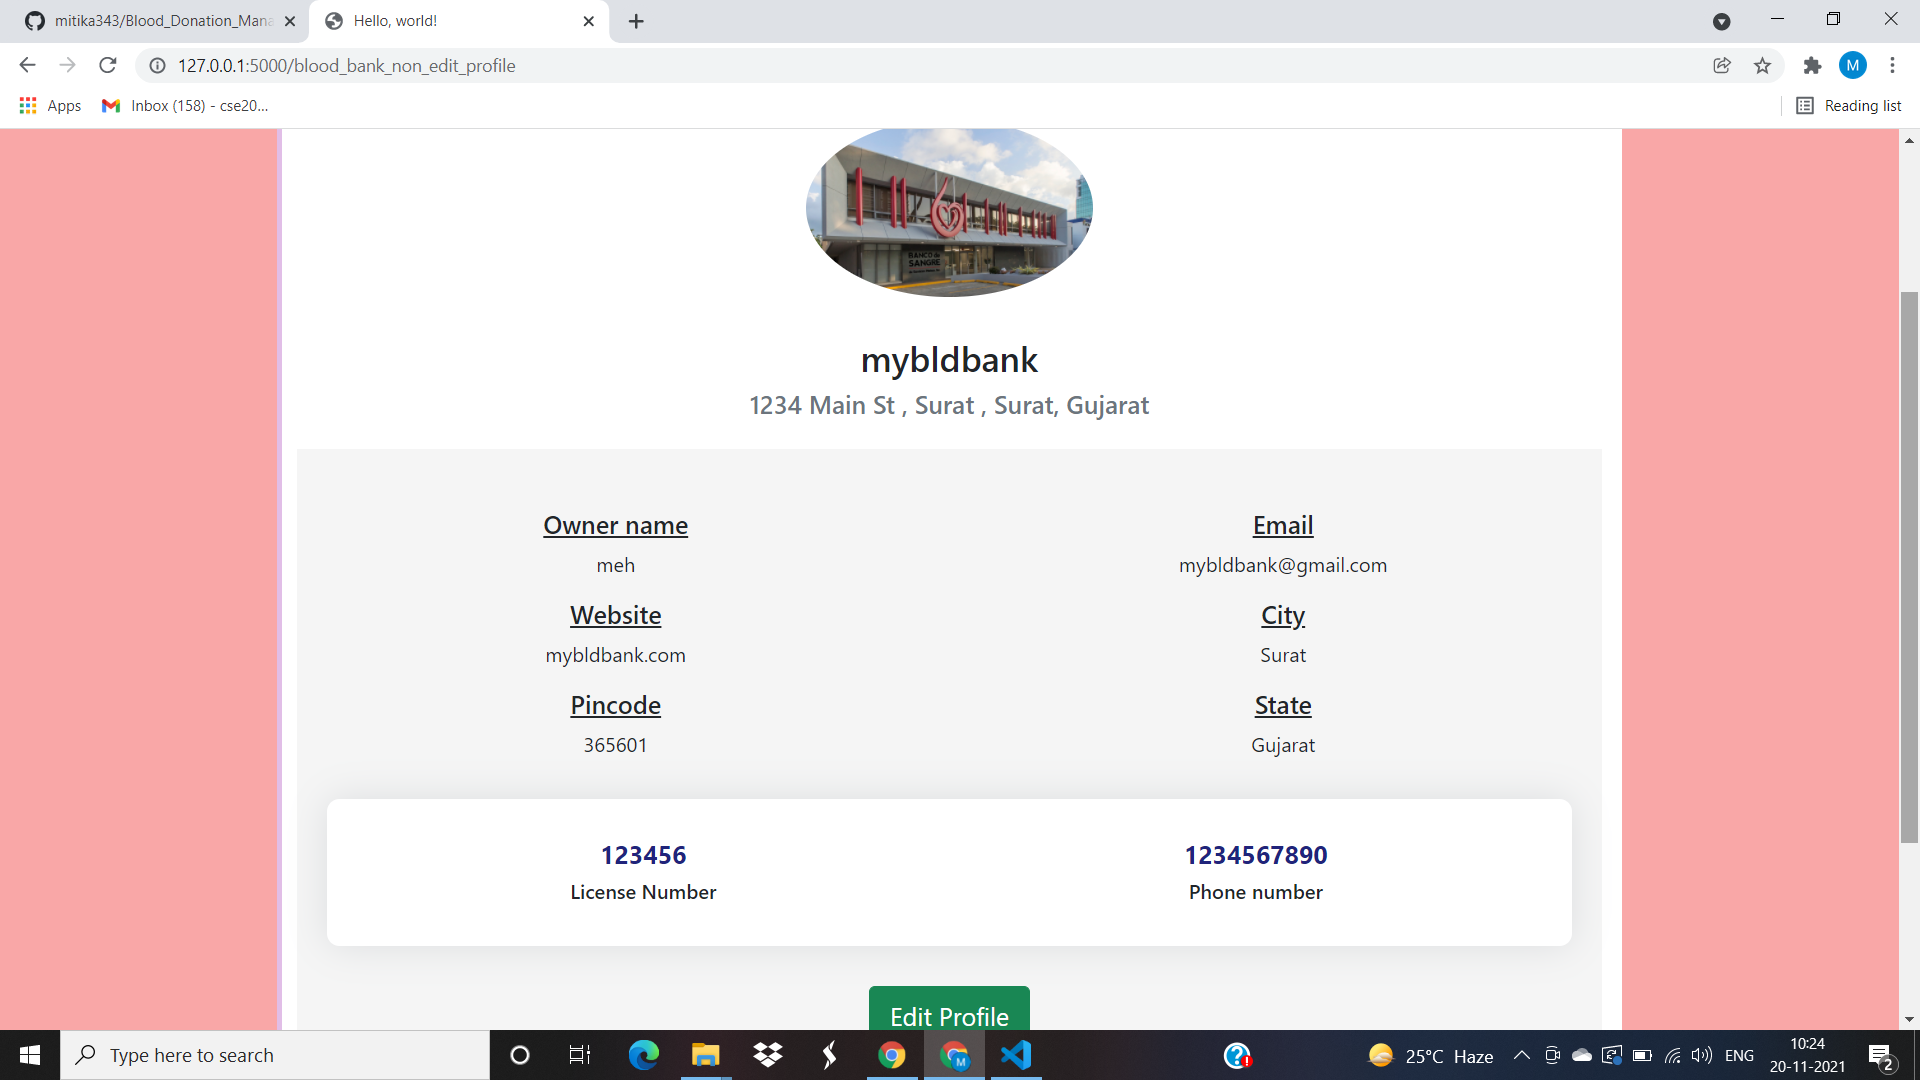 mitika343/Blood_Donation_Mana
Hello, world!
127.0.0.1:5000/blood_bank_non_edit_profile
M
Apps
Inbox (158) - cse20...
Reading list
BANCO de
SANGRE
mybldbank
1234 Main St , Surat , Surat, Gujarat
Owner name
Email
meh
mybldbank@gmail.com
Website
City
mybldbank.com
Surat
Pincode
State
365601
Gujarat
123456
1234567890
License Number
Phone number
Edit Profile
Type here to search
M
25°C Haze
ENG
10:24
20-11-2021
2